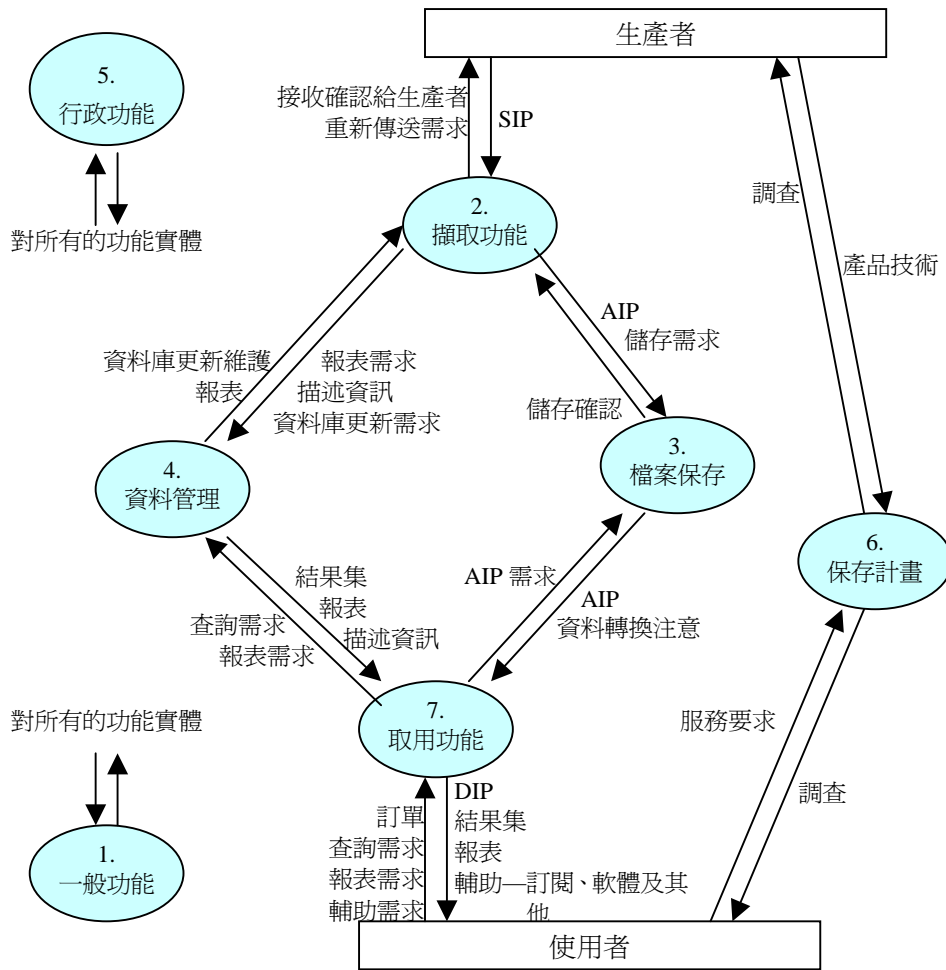 生產者
5.
行政功能
接收確認給生產者
重新傳送需求
SIP
2.
擷取功能
調查
對所有的功能實體
產品技術
AIP
儲存需求
資料庫更新維護
報表
報表需求
描述資訊
資料庫更新需求
儲存確認
4.
資料管理
3.
檔案保存
6.
保存計畫
結果集
報表
描述資訊
查詢需求
報表需求
AIP 需求
AIP
資料轉換注意
7.
取用功能
對所有的功能實體
服務要求
調查
1.
一般功能
訂單
查詢需求
報表需求
輔助需求
DIP
結果集
報表
輔助—訂閱、軟體及其
他
使用者